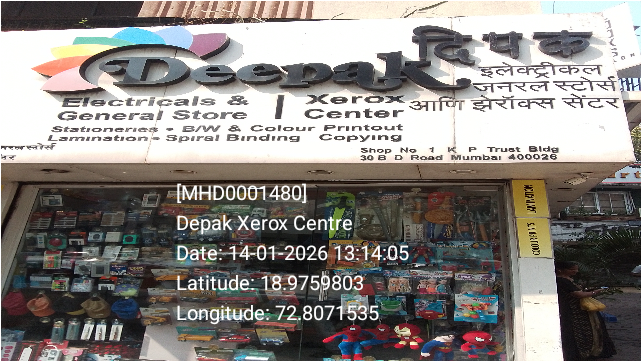 Deepak
दिपक
Electricals &
General Store
Xerox
Center
इलेक्ट्रीकल
जनरल स्टोर्स
आणि झेरॉक्स सेंटर
Stationeries • B/W & Colour Printout
Lamination • Spiral Binding Copying
Shop No 1 K P Trust Bldg
30 B D Road Mumbai 400026
[MHD0001480]
Depak Xerox Centre
Date: 14-01-2026 13:14:05
Latitude: 18.9759803
Longitude: 72.8071535